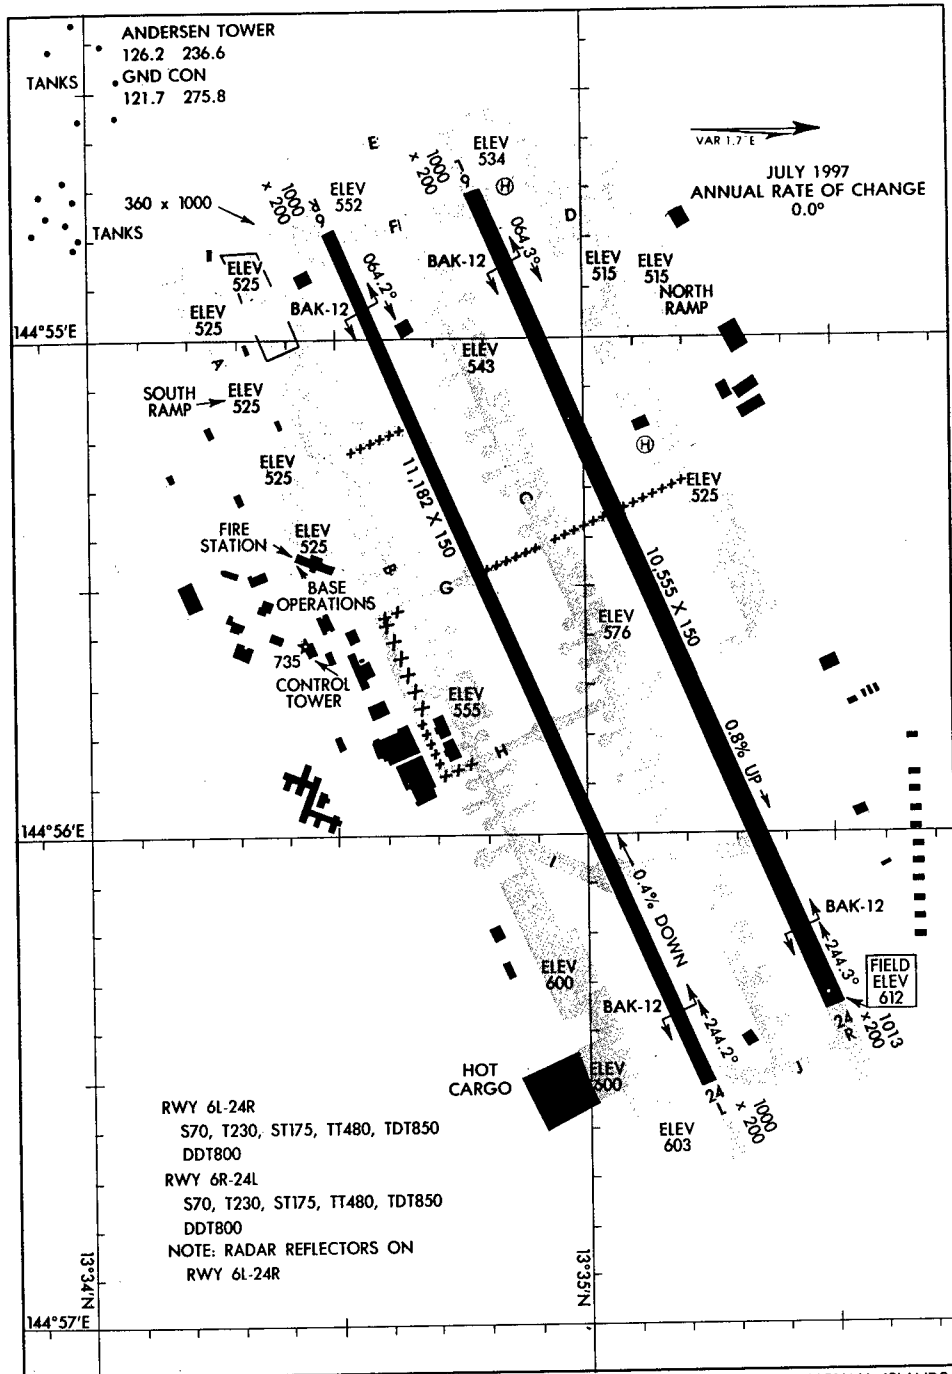 ANDERSEN TOWER
126.2 236.6
GND CON
121.7 275.8
TANKS
E
1000
x 200
ELEV
534
H
VAR 1.7°E
JULY 1997
ANNUAL RATE OF CHANGE
0.0°
1000
x 200
ELEV
552
6L
360 x 1000
6R
D
F
TANKS
064.2°
064.3°
BAK-12
ELEV
525
ELEV
515
ELEV
515
NORTH
RAMP
BAK-12
ELEV
525
144°55'E
ELEV
543
A
SOUTH
RAMP
ELEV
525
H
ELEV
525
11,182 X 150
C
ELEV
525
FIRE
STATION
ELEV
525
BASE
OPERATIONS
B
G
10,555 X 150
ELEV
576
735
CONTROL
TOWER
ELEV
555
H
0.8% UP
144°56'E
I
0.4% DOWN
BAK-12
244.3°
ELEV
600
FIELD
ELEV
612
BAK-12
244.2°
24R
1013
x 200
HOT
CARGO
ELEV
600
J
24L
1000
x 200
ELEV
603
RWY 6L-24R
S70, T230, ST175, TT480, TDT850
DDT800
RWY 6R-24L
S70, T230, ST175, TT480, TDT850
DDT800
NOTE: RADAR REFLECTORS ON
RWY 6L-24R
13°34'N
13°35'N
144°57'E